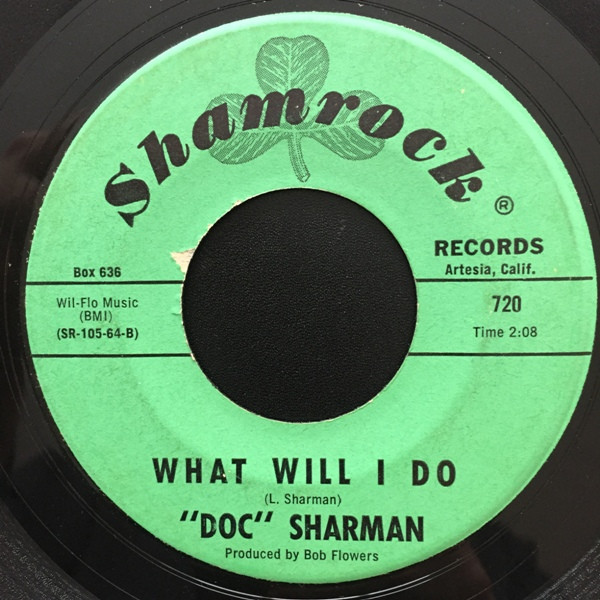 Shamrock
®
RECORDS
Artesia, Calif.
Box 636
Wil-Flo Music
(BMI)
(SR-105-64-B)
720
Time 2:08
WHAT WILL I DO
(L. Sharman)
"DOC" SHARMAN
Produced by Bob Flowers